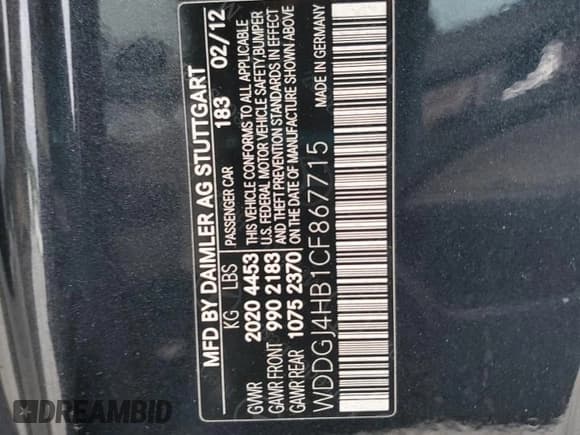 MFD BY DAIMLER AG STUTTGART
KG LBS PASSENGER CAR 183 02/12
GVWR 2020 4453 THIS VEHICLE CONFORMS TO ALL APPLICABLE
GAWR FRONT 990 2183 U.S. FEDERAL MOTOR VEHICLE SAFETY, BUMPER
AND THEFT PREVENTION STANDARDS IN EFFECT
GAWR REAR 1075 2370 ON THE DATE OF MANUFACTURE SHOWN ABOVE
WDDGJ4HB1CF867715 MADE IN GERMANY
DREAMBID